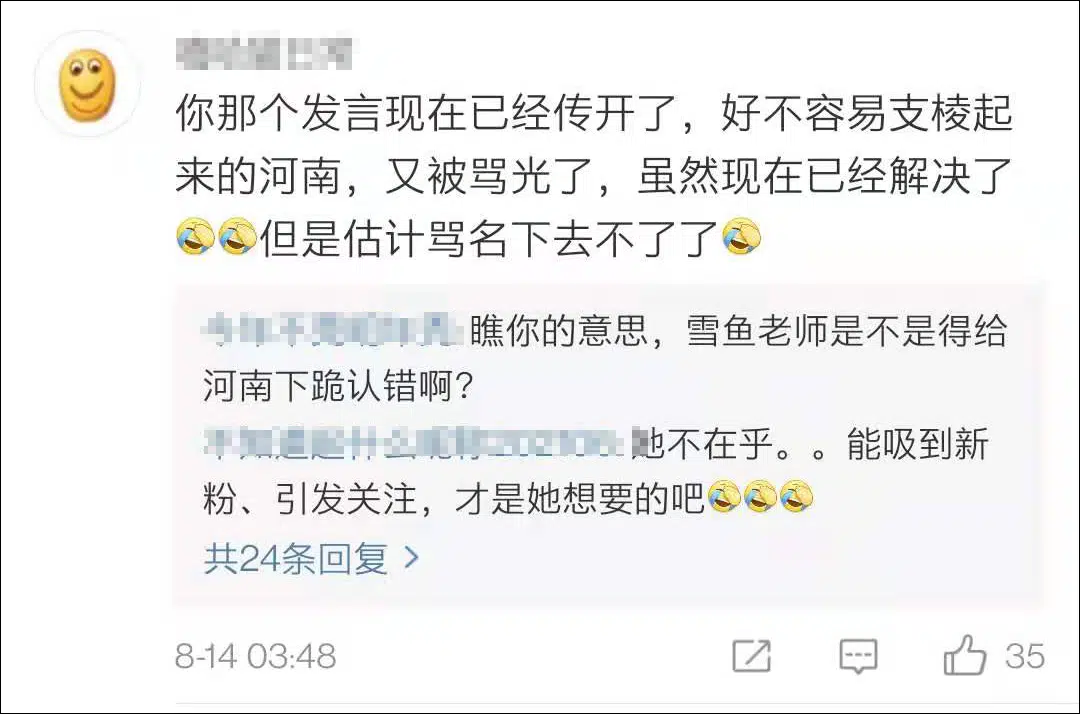 你那个发言现在已经传开了，好不容易支棱起
来的河南，又被骂光了，虽然现在已经解决了
🤣🤣但是估计骂名下去不了了🤣
瞧你的意思，雪鱼老师是不是得给
河南下跪认错啊？
她不在乎。。能吸到新
粉、引发关注，才是她想要的吧🤣🤣🤣
共24条回复 >
8-14 03:48
35